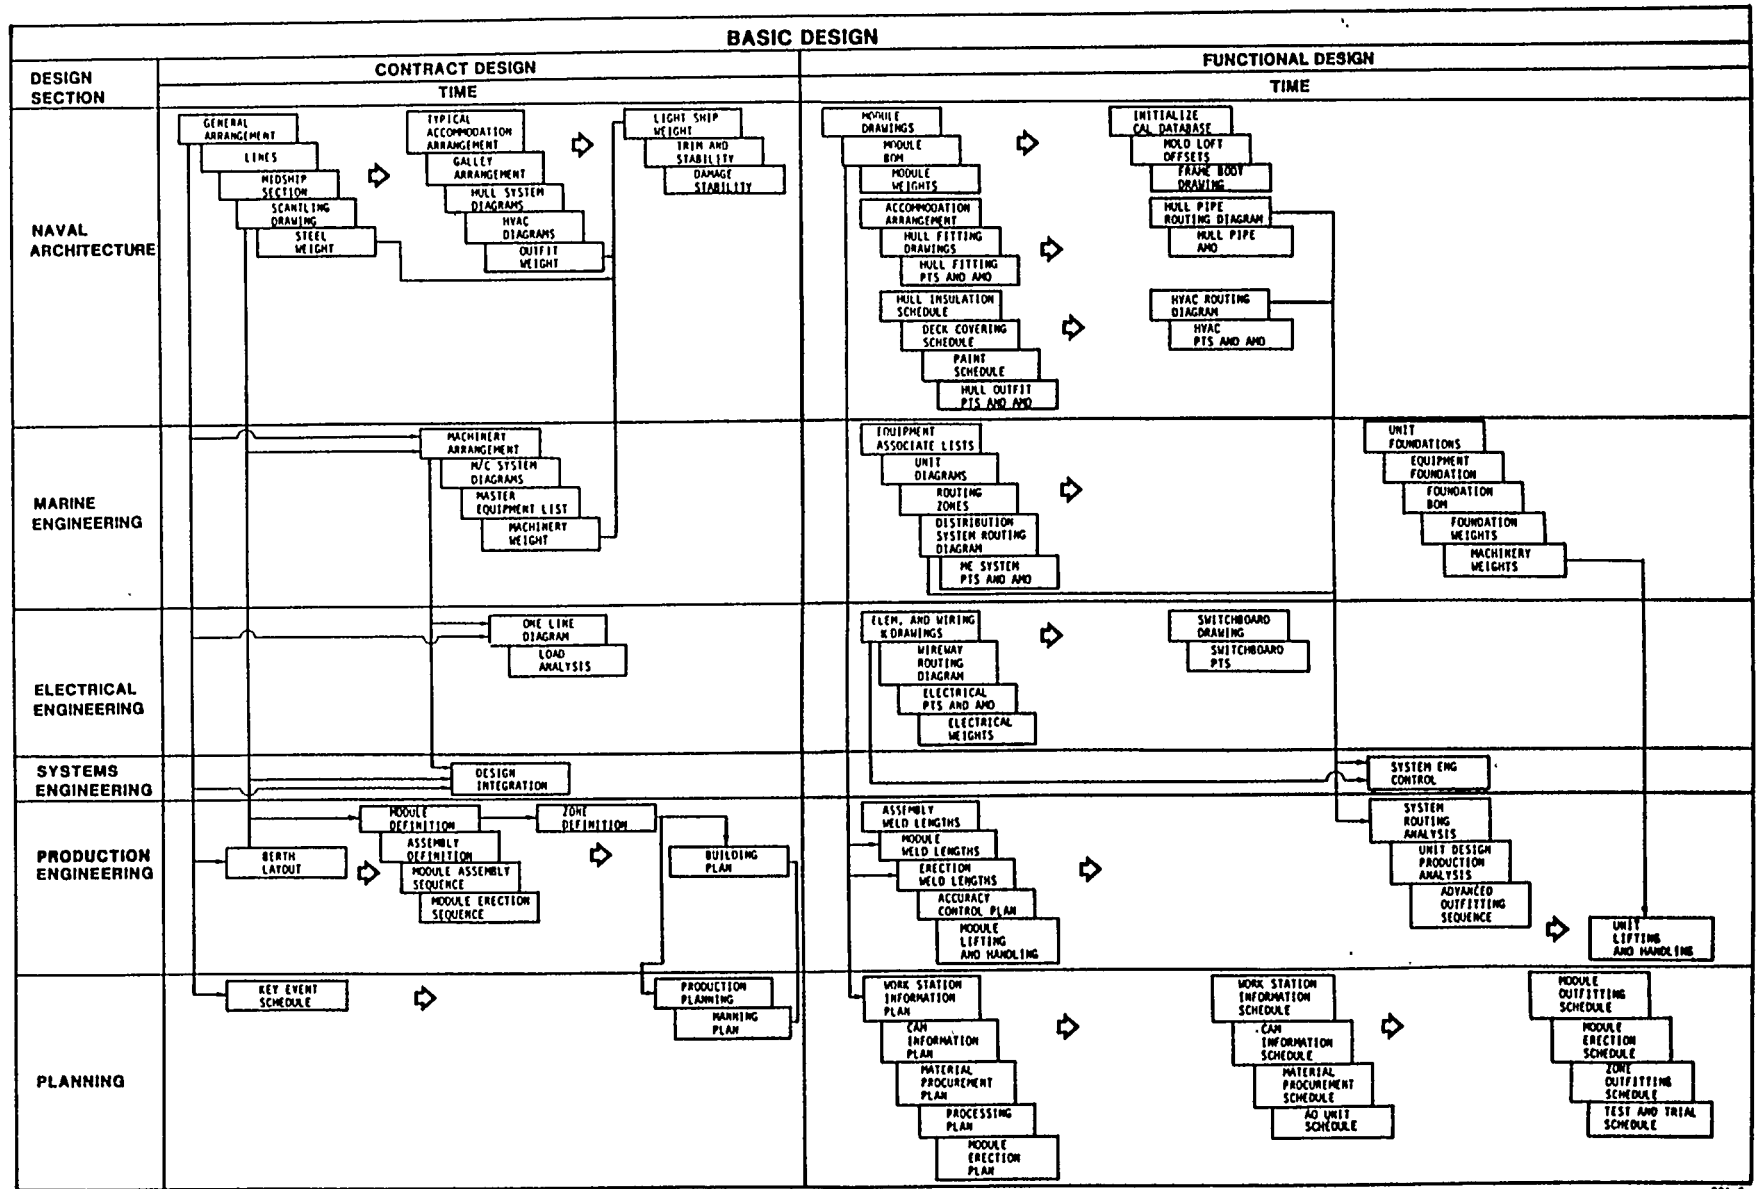 BASIC DESIGN
DESIGN
SECTION
CONTRACT DESIGN
TIME
FUNCTIONAL DESIGN
TIME
NAVAL
ARCHITECTURE
GENERAL
ARRANGEMENT
LINES
MIDSHIP
SECTION
SCANTLING
DRAWING
STEEL
WEIGHT
TYPICAL
ACCOMMODATION
ARRANGEMENT
GALLEY
ARRANGEMENT
HULL SYSTEM
DIAGRAMS
HVAC
DIAGRAMS
OUTFIT
WEIGHT
LIGHT SHIP
WEIGHT
TRIM AND
STABILITY
DAMAGE
STABILITY
MODULE
DRAWINGS
MODULE
BOM
MODULE
WEIGHTS
ACCOMMODATION
ARRANGEMENT
HULL FITTING
DRAWINGS
HULL FITTING
PTS AND AMO
HULL INSULATION
SCHEDULE
DECK COVERING
SCHEDULE
PAINT
SCHEDULE
HULL OUTFIT
PTS AND AMO
INITIALIZE
CAL DATABASE
MOLD LOFT
OFFSETS
FRAME BODY
DRAWING
HULL PIPE
ROUTING DIAGRAM
HULL PIPE
AMO
HVAC ROUTING
DIAGRAM
HVAC
PTS AND AMO
MARINE
ENGINEERING
MACHINERY
ARRANGEMENT
M/C SYSTEM
DIAGRAMS
MASTER
EQUIPMENT LIST
MACHINERY
WEIGHT
EQUIPMENT
ASSOCIATE LISTS
UNIT
DIAGRAMS
ROUTING
ZONES
DISTRIBUTION
SYSTEM ROUTING
DIAGRAM
ME SYSTEM
PTS AND AMO
UNIT
FOUNDATIONS
EQUIPMENT
FOUNDATION
FOUNDATION
BOM
FOUNDATION
WEIGHTS
MACHINERY
WEIGHTS
ELECTRICAL
ENGINEERING
ONE LINE
DIAGRAM
LOAD
ANALYSIS
ELEM, AND WIRING
& DRAWINGS
WIREWAY
ROUTING
DIAGRAM
ELECTRICAL
PTS AND AMO
ELECTRICAL
WEIGHTS
SWITCHBOARD
DRAWING
SWITCHBOARD
PTS
SYSTEMS
ENGINEERING
DESIGN
INTEGRATION
SYSTEM ENG
CONTROL
PRODUCTION
ENGINEERING
BERTH
LAYOUT
MODULE
DEFINITION
ASSEMBLY
DEFINITION
MODULE ASSEMBLY
SEQUENCE
MODULE ERECTION
SEQUENCE
ZONE
DEFINITION
BUILDING
PLAN
ASSEMBLY
WELD LENGTHS
MODULE
WELD LENGTHS
ERECTION
WELD LENGTHS
ACCURACY
CONTROL PLAN
MODULE
LIFTING
AND HANDLING
SYSTEM
ROUTING
ANALYSIS
UNIT DESIGN
PRODUCTION
ANALYSIS
ADVANCED
OUTFITTING
SEQUENCE
UNIT
LIFTING
AND HANDLING
PLANNING
KEY EVENT
SCHEDULE
PRODUCTION
PLANNING
MANNING
PLAN
WORK STATION
INFORMATION
PLAN
CAM
INFORMATION
PLAN
MATERIAL
PROCUREMENT
PLAN
PROCESSING
PLAN
MODULE
ERECTION
PLAN
WORK STATION
INFORMATION
SCHEDULE
CAM
INFORMATION
SCHEDULE
MATERIAL
PROCUREMENT
SCHEDULE
AO UNIT
SCHEDULE
MODULE
OUTFITTING
SCHEDULE
MODULE
ERECTION
SCHEDULE
ZONE
OUTFITTING
SCHEDULE
TEST AND TRIAL
SCHEDULE